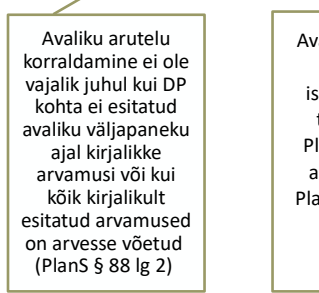 Avaliku arutelu
korraldamine ei ole
vajalik juhul kui DP
kohta ei esitatud
avaliku väljapaneku
ajal kirjalikke
arvamusi või kui
kõik kirjalikult
esitatud arvamused
on arvesse võetud
(PlanS § 88 lg 2)